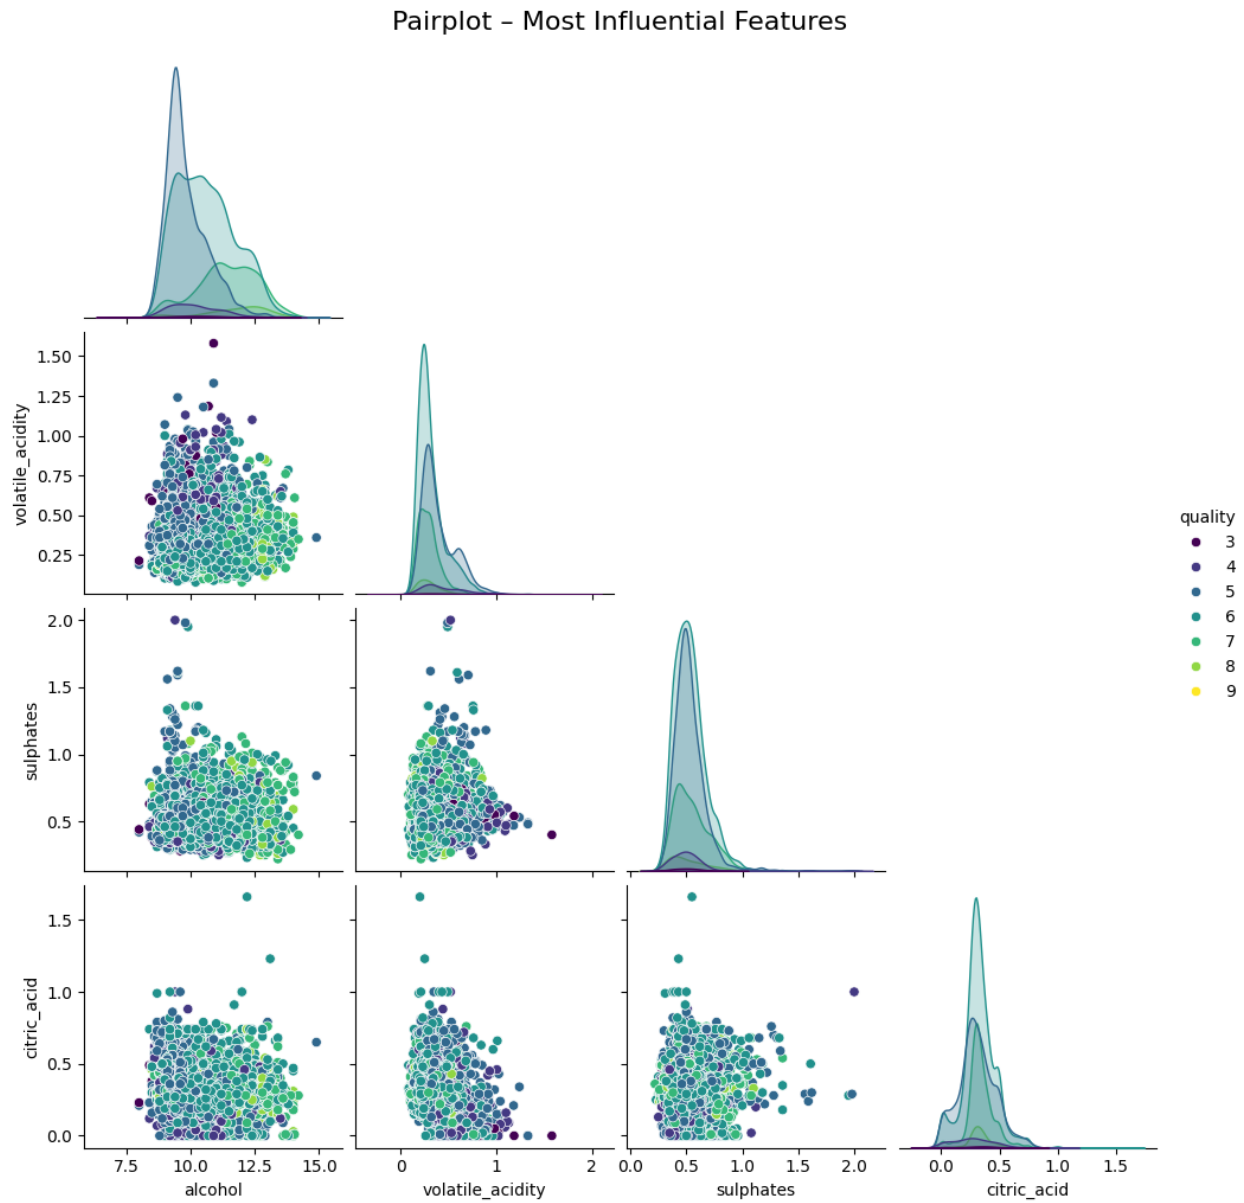 Pairplot – Most Influential Features
volatile_acidity
1.50
1.25
1.00
0.75
0.50
0.25
sulphates
2.0
1.5
1.0
0.5
citric_acid
1.5
1.0
0.5
0.0
7.5 10.0 12.5 15.0
alcohol
0 1 2
volatile_acidity
0.0 0.5 1.0 1.5 2.0
sulphates
0.0 0.5 1.0 1.5
citric_acid
quality
3
4
5
6
7
8
9